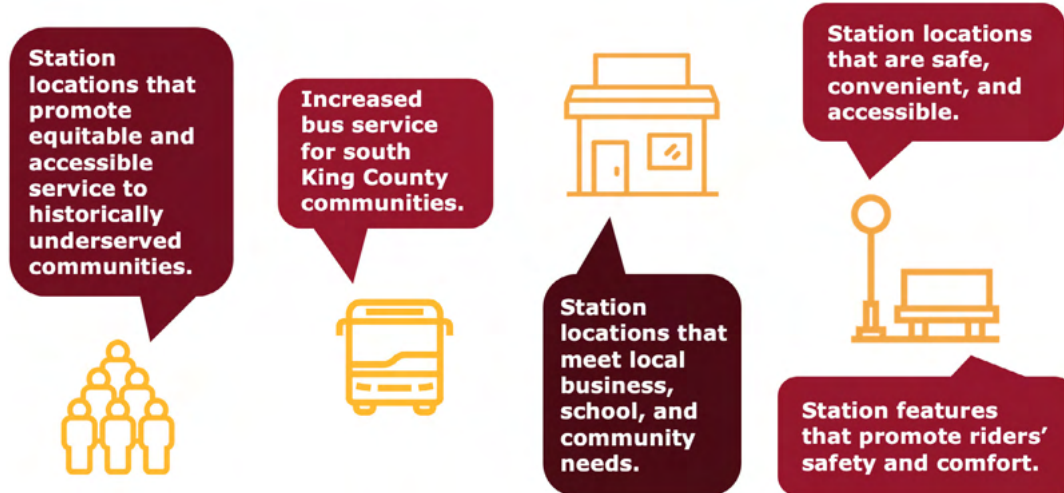 Station
locations that
promote
equitable and
accessible
service to
historically
underserved
communities.
Increased
bus service
for south
King County
communities.
Station
locations that
meet local
business,
school, and
community
needs.
Station locations
that are safe,
convenient, and
accessible.
Station features
that promote riders’
safety and comfort.